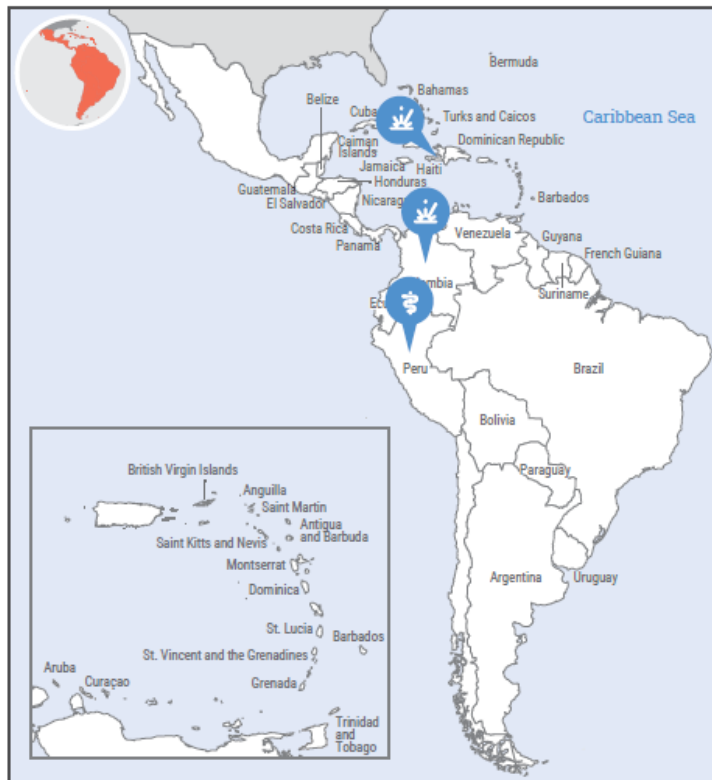 Bermuda
Bahamas
Belize
Cuba
Turks and Caicos
Caribbean Sea
Caiman
Islands
Dominican Republic
Jamaica
Haiti
Guatemala
Honduras
El Salvador
Nicarag
Barbados
Costa Rica
Panama
Venezuela
Guyana
French Guiana
Suriname
mbia
Ec
Peru
Brazil
Bolivia
Paraguay
Argentina
Uruguay
British Virgin Islands
Anguilla
Saint Martin
Antigua
and Barbuda
Saint Kitts and Nevis
Montserrat
Dominica
St. Lucia
Barbados
St. Vincent and the Grenadines
Aruba
Curaçao
Grenada
Trinidad
and
Tobago